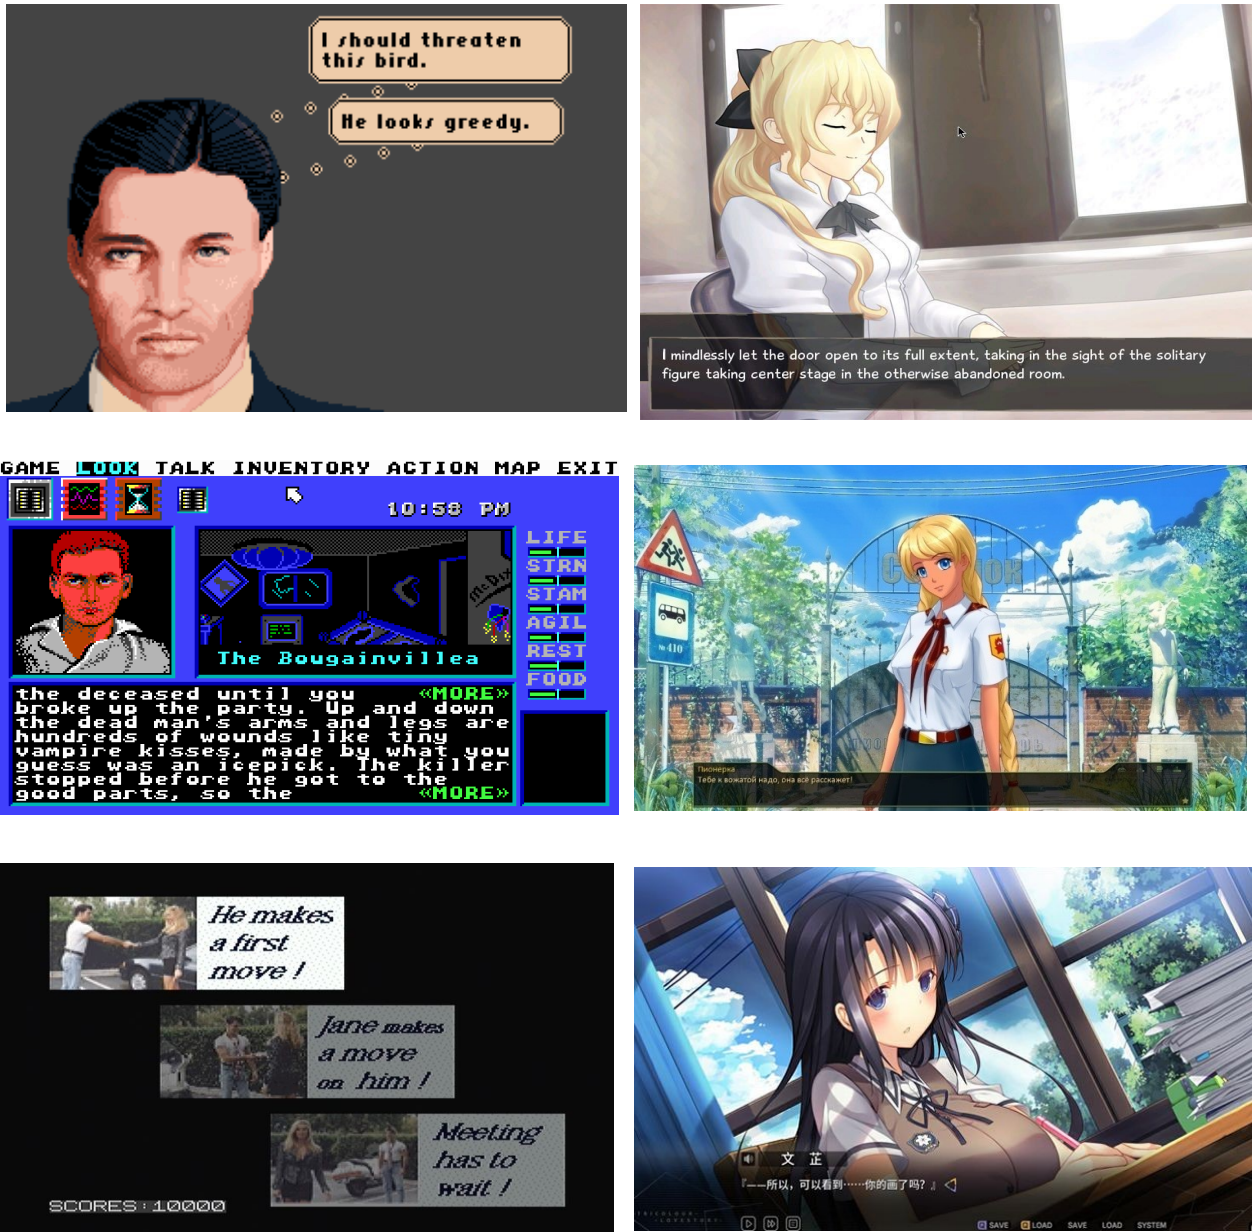 I should threaten
this bird.
He looks greedy.
I mindlessly let the door open to its full extent, taking in the sight of the solitary
figure taking center stage in the otherwise abandoned room.
GAME LOOK TALK INVENTORY ACTION MAP EXIT
10:58 PM
LIFE
STRN
STAM
AGIL
REST
FOOD
McDix
The Bougainvillea
the deceased until you «MORE»
broke up the party. Up and down
the dead man's arms and legs are
hundreds of wounds like tiny
vampire kisses, made by what you
guess was an icepick. The killer
stopped before he got to the
good parts, so the «MORE»
№ 410
Пионерка
Тебе к вожатой надо, она всё расскажет!
He makes
a first
move !
Jane makes
a move
on him !
Meeting
has to
wait !
SCORES:10000
文 芷
『——所以，可以看到……你的画了吗？』
TRICOLOUR
LOVESTORY
Q SAVE Q LOAD SAVE LOAD SYSTEM